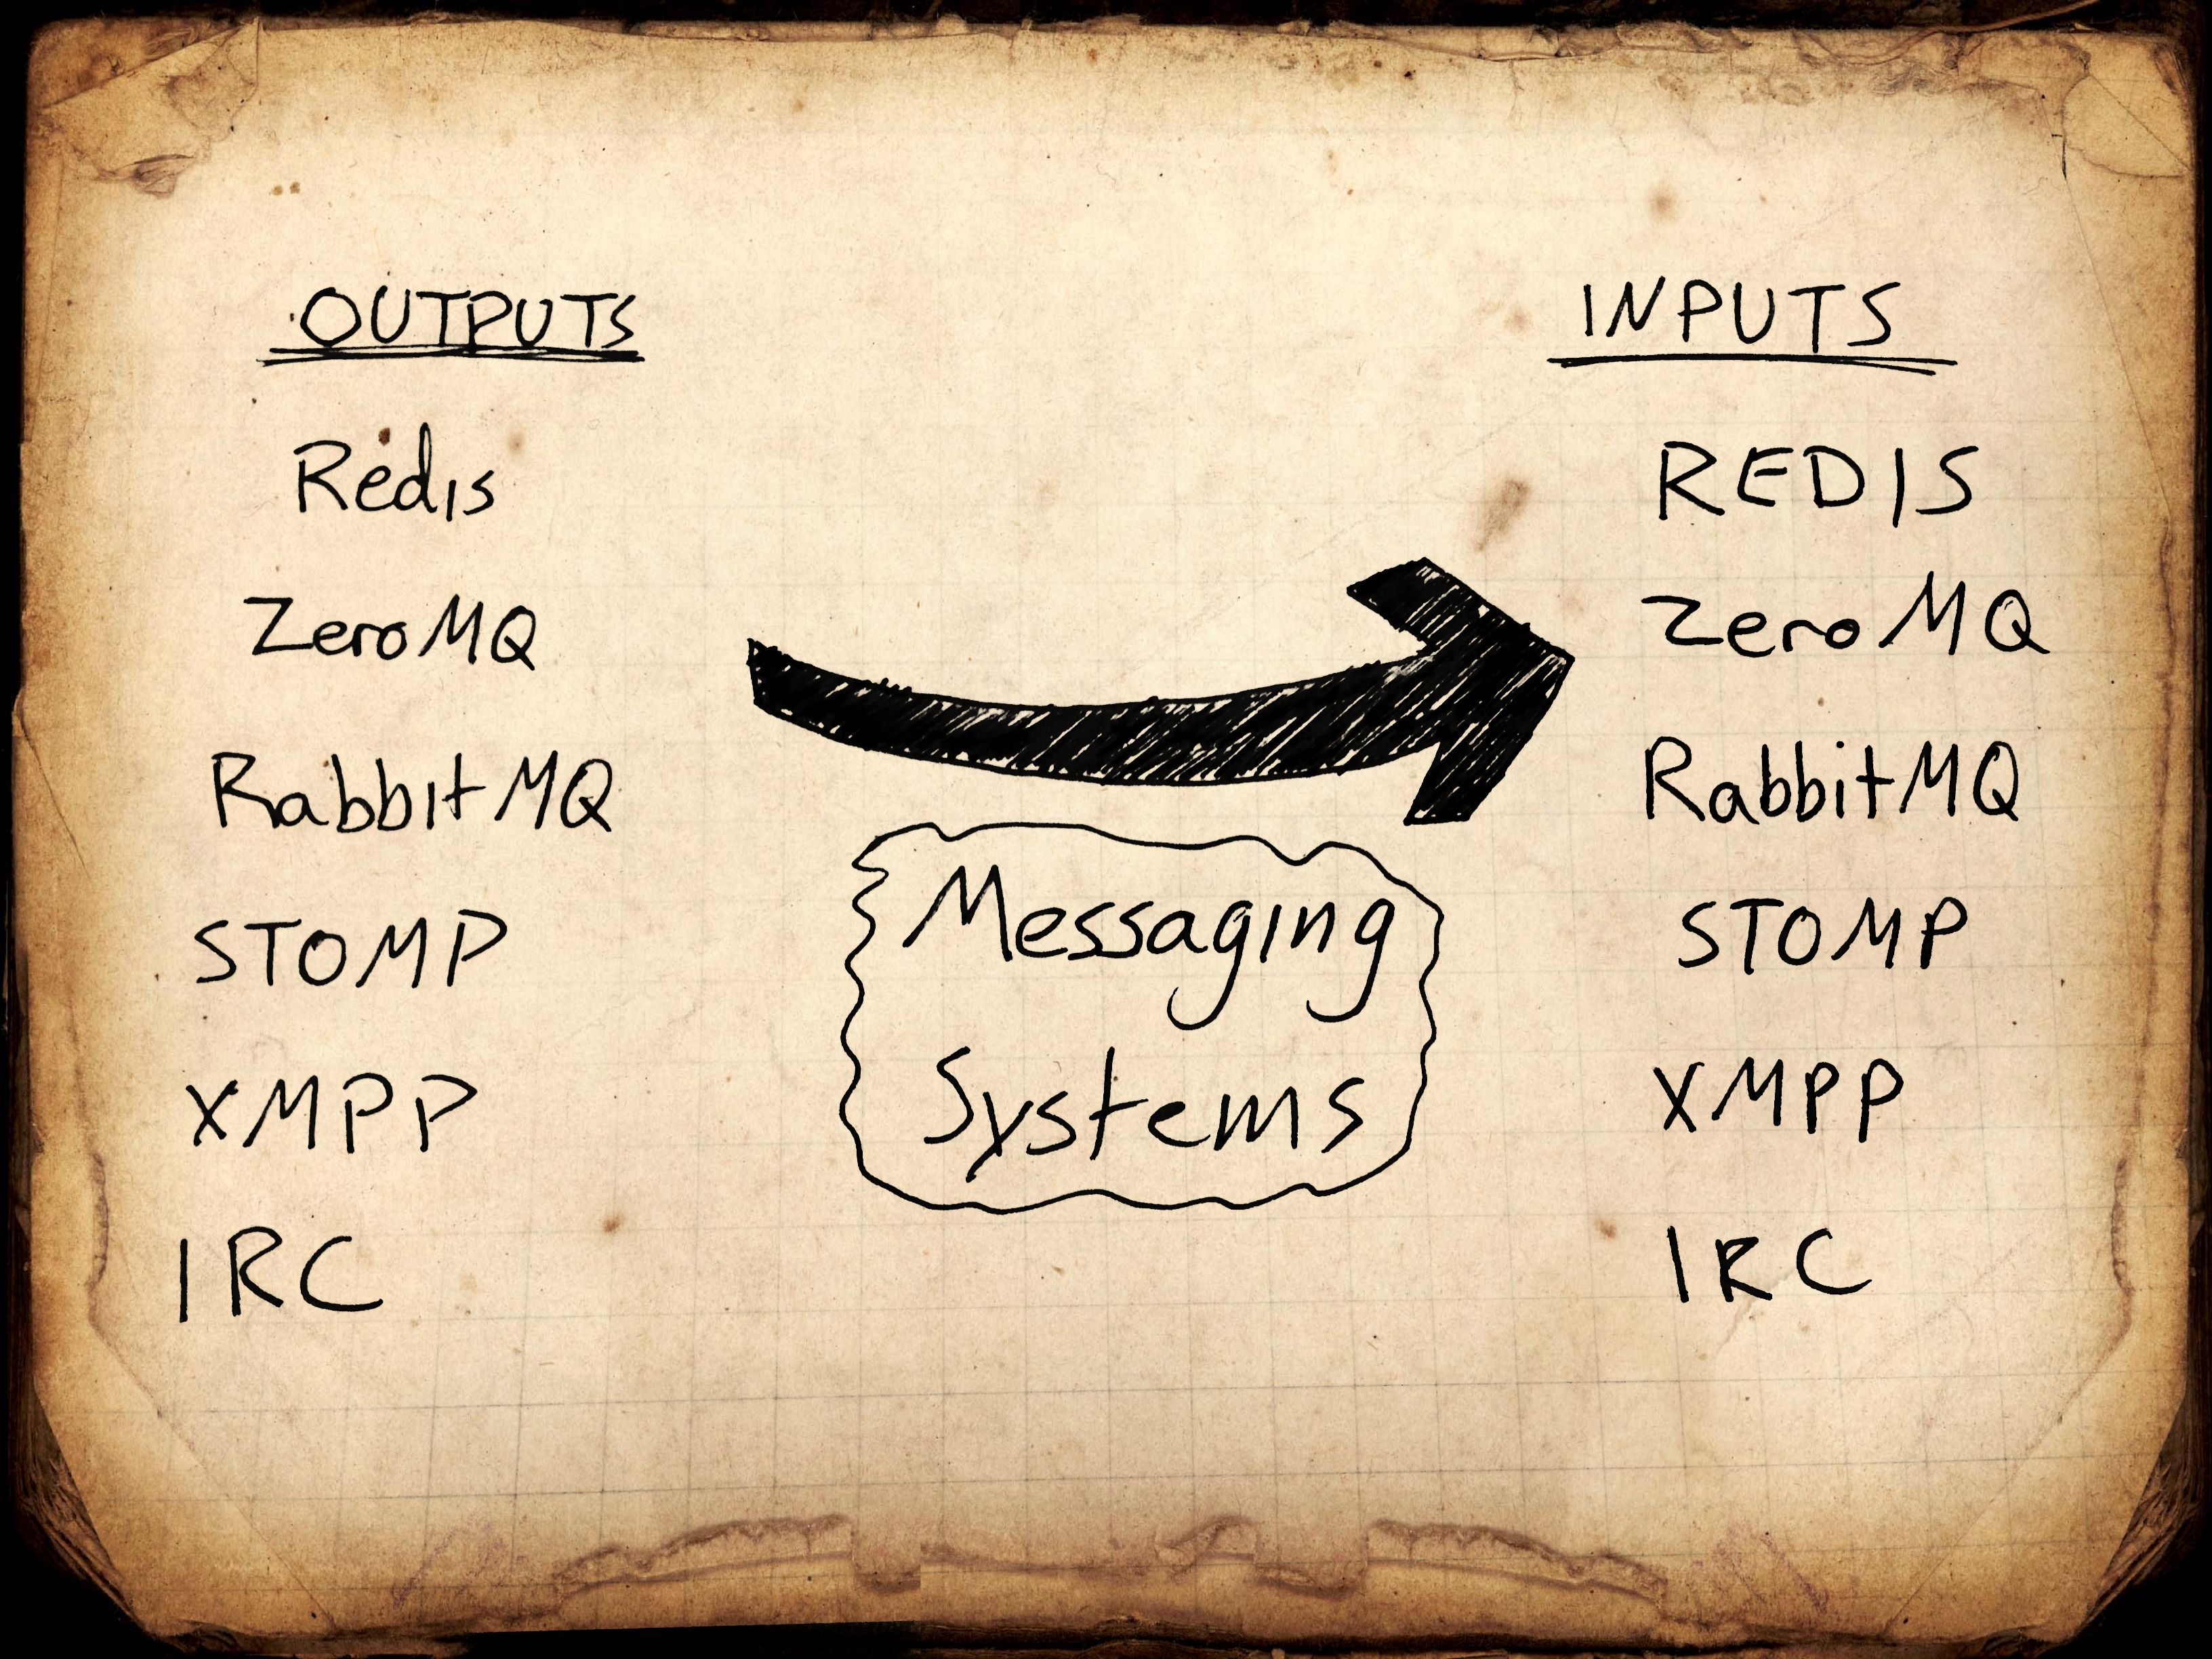 OUTPUTS
Redis
ZeroMQ
RabbitMQ
STOMP
XMPP
IRC
Messaging
Systems
INPUTS
REDIS
ZeroMQ
RabbitMQ
STOMP
XMPP
IRC